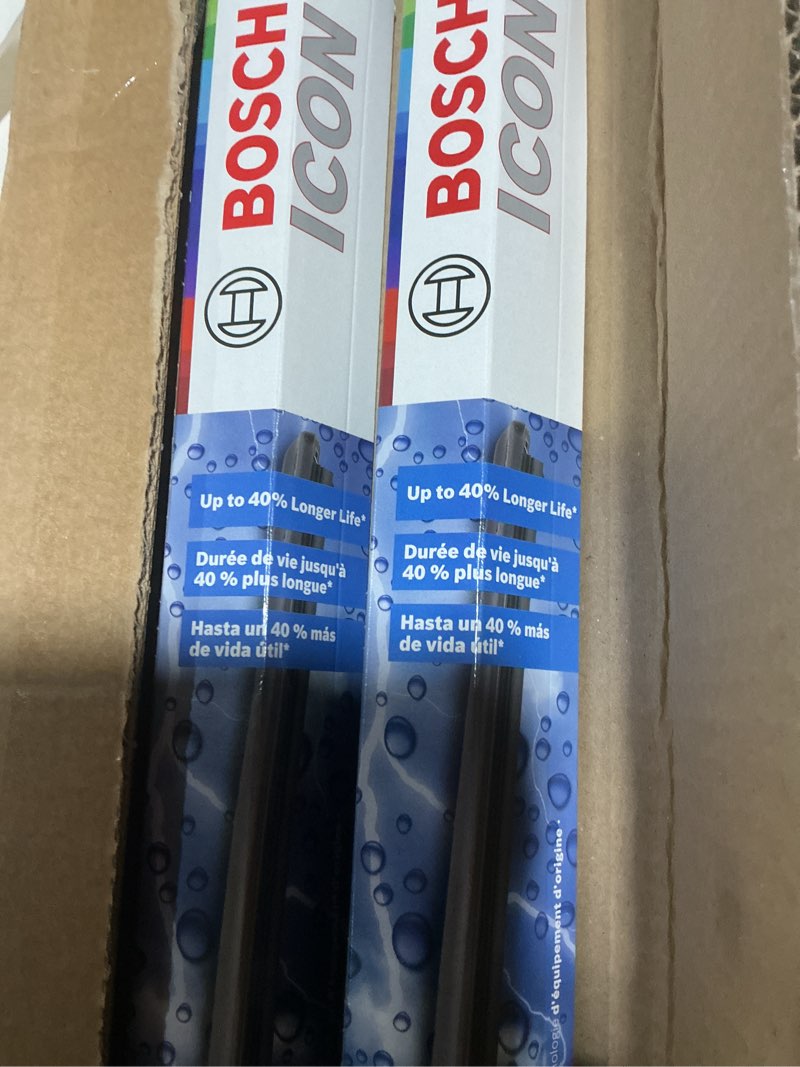 BOSCH
ICON
Up to 40% Longer Life*
Durée de vie jusqu'à
40 % plus longue*
Hasta un 40 % más
de vida útil*
BOSCH
ICON
Up to 40% Longer Life*
Durée de vie jusqu'à
40 % plus longue*
Hasta un 40 % más
de vida útil*
d'équipement d'origine •